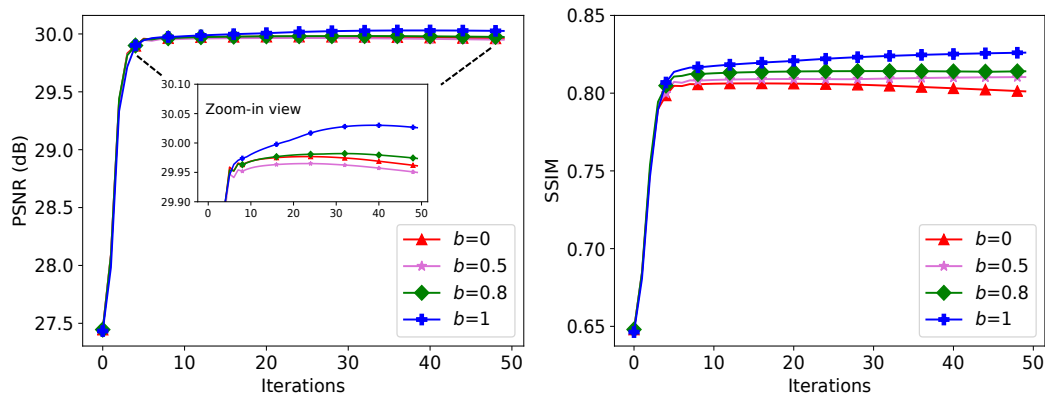 30.0
29.5
29.0
28.5
28.0
27.5
PSNR (dB)
0
10
20
30
40
50
Iterations
30.10
30.05
30.00
29.95
29.90
0
10
20
30
40
50
Zoom-in view
b=0
b=0.5
b=0.8
b=1
0.85
0.80
0.75
0.70
0.65
SSIM
0
10
20
30
40
50
Iterations
b=0
b=0.5
b=0.8
b=1